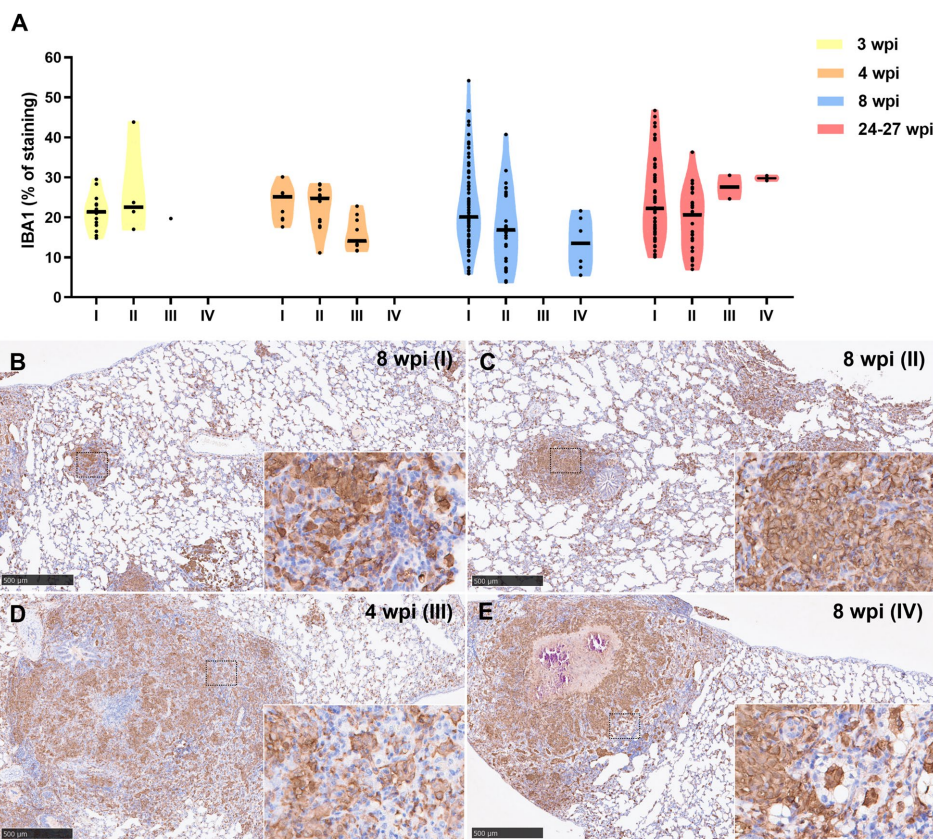 A
IBA1 (% of staining)
60
50
40
30
20
10
0
I II III IV I II III IV I II III IV I II III IV
3 wpi
4 wpi
8 wpi
24-27 wpi
B 8 wpi (I)
500 µm
C 8 wpi (II)
500 µm
D 4 wpi (III)
500 µm
E 8 wpi (IV)
500 µm